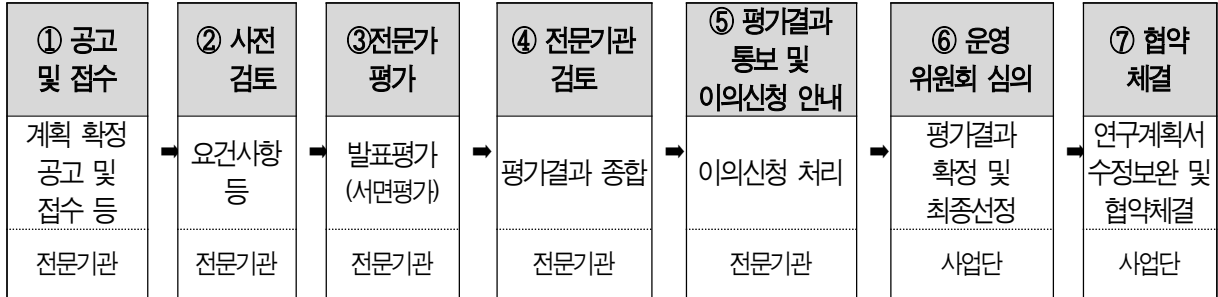 ① 공고
및 접수
계획 확정
공고 및
접수 등
전문기관
➡
② 사전
검토
요건사항
등
전문기관
➡
③전문가
평가
발표평가
(서면평가)
전문기관
➡
④ 전문기관
검토
평가결과 종합
전문기관
➡
⑤ 평가결과
통보 및
이의신청 안내
이의신청 처리
전문기관
➡
⑥ 운영
위원회 심의
평가결과
확정 및
최종선정
사업단
➡
⑦ 협약
체결
연구계획서
수정보완 및
협약체결
사업단